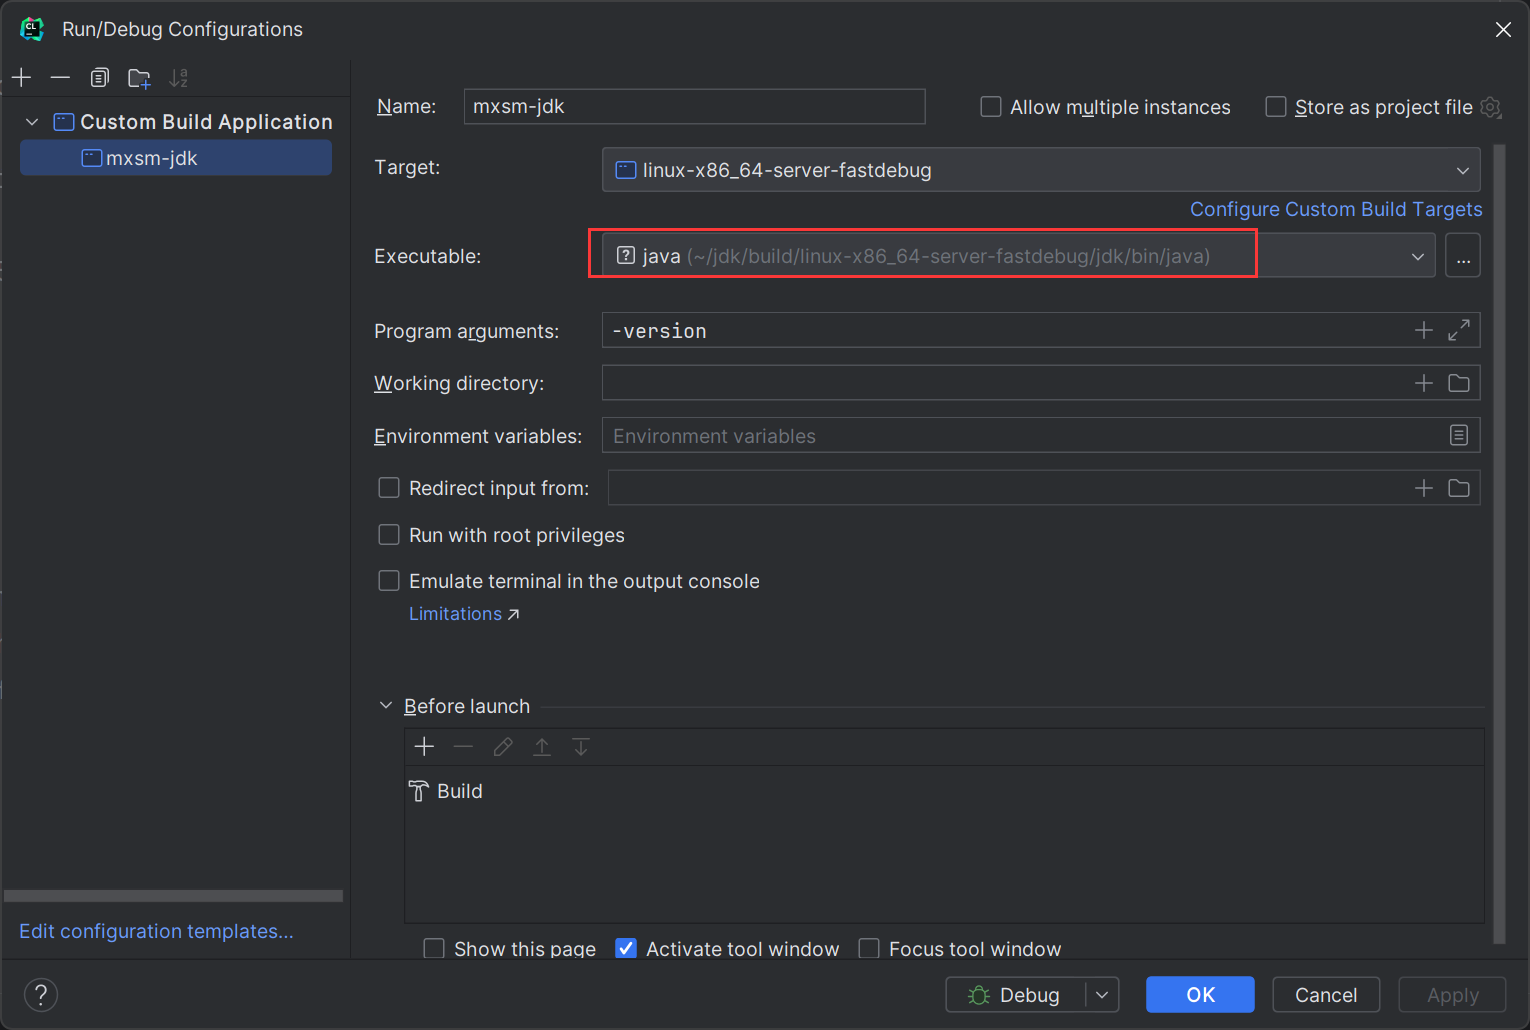 CL
Run/Debug Configurations
Custom Build Application
mxsm-jdk
Edit configuration templates...
Name: mxsm-jdk Allow multiple instances Store as project file
Target: linux-x86_64-server-fastdebug
Configure Custom Build Targets
Executable: java (~/jdk/build/linux-x86_64-server-fastdebug/jdk/bin/java) ...
Program arguments: -version
Working directory:
Environment variables: Environment variables
Redirect input from:
Run with root privileges
Emulate terminal in the output console
Limitations ↗
Before launch
Build
Show this page Activate tool window Focus tool window
? Debug OK Cancel Apply